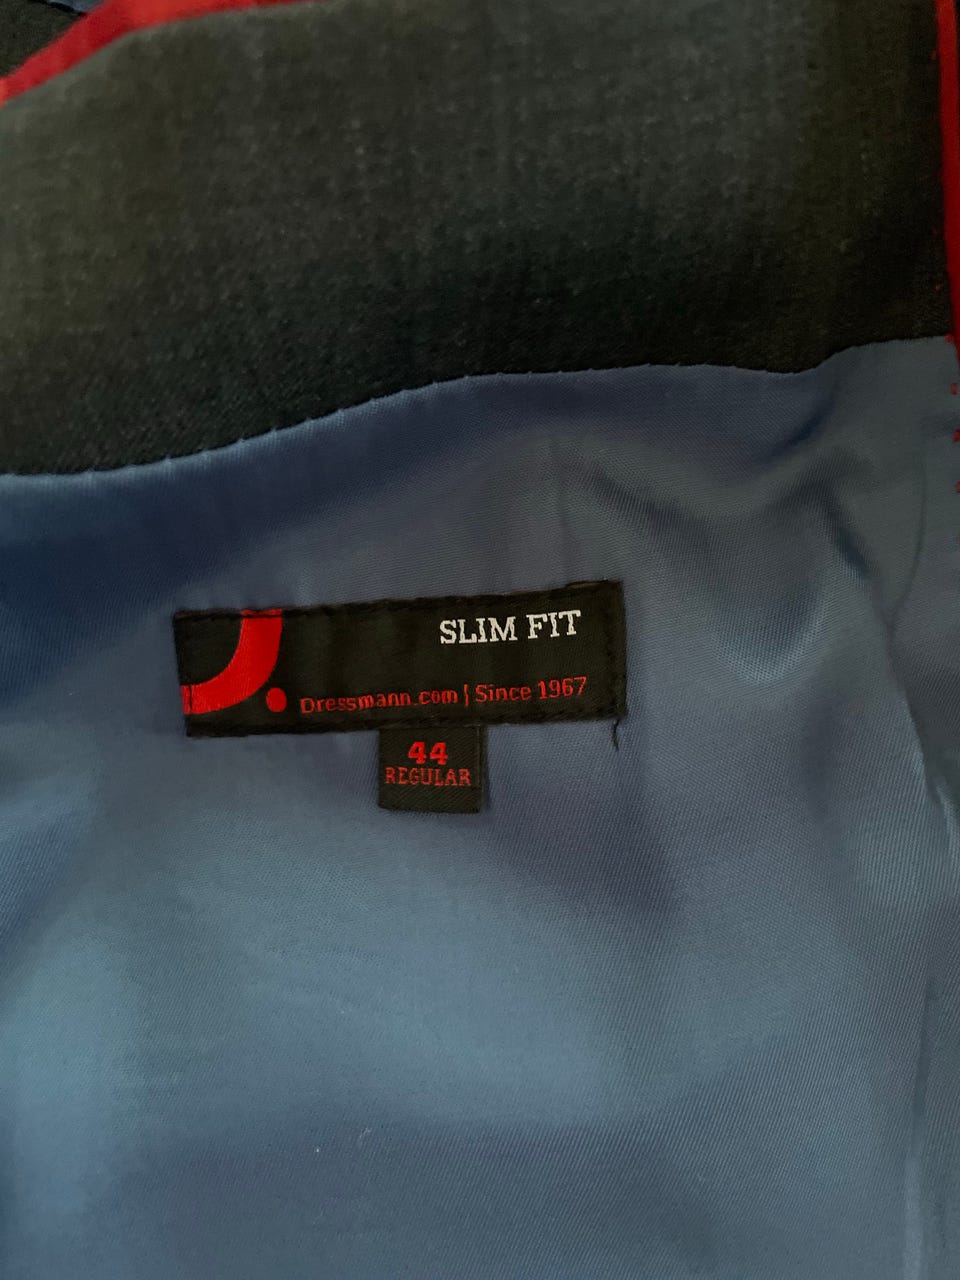 SLIM FIT
Dressmann.com | Since 1967
44
REGULAR